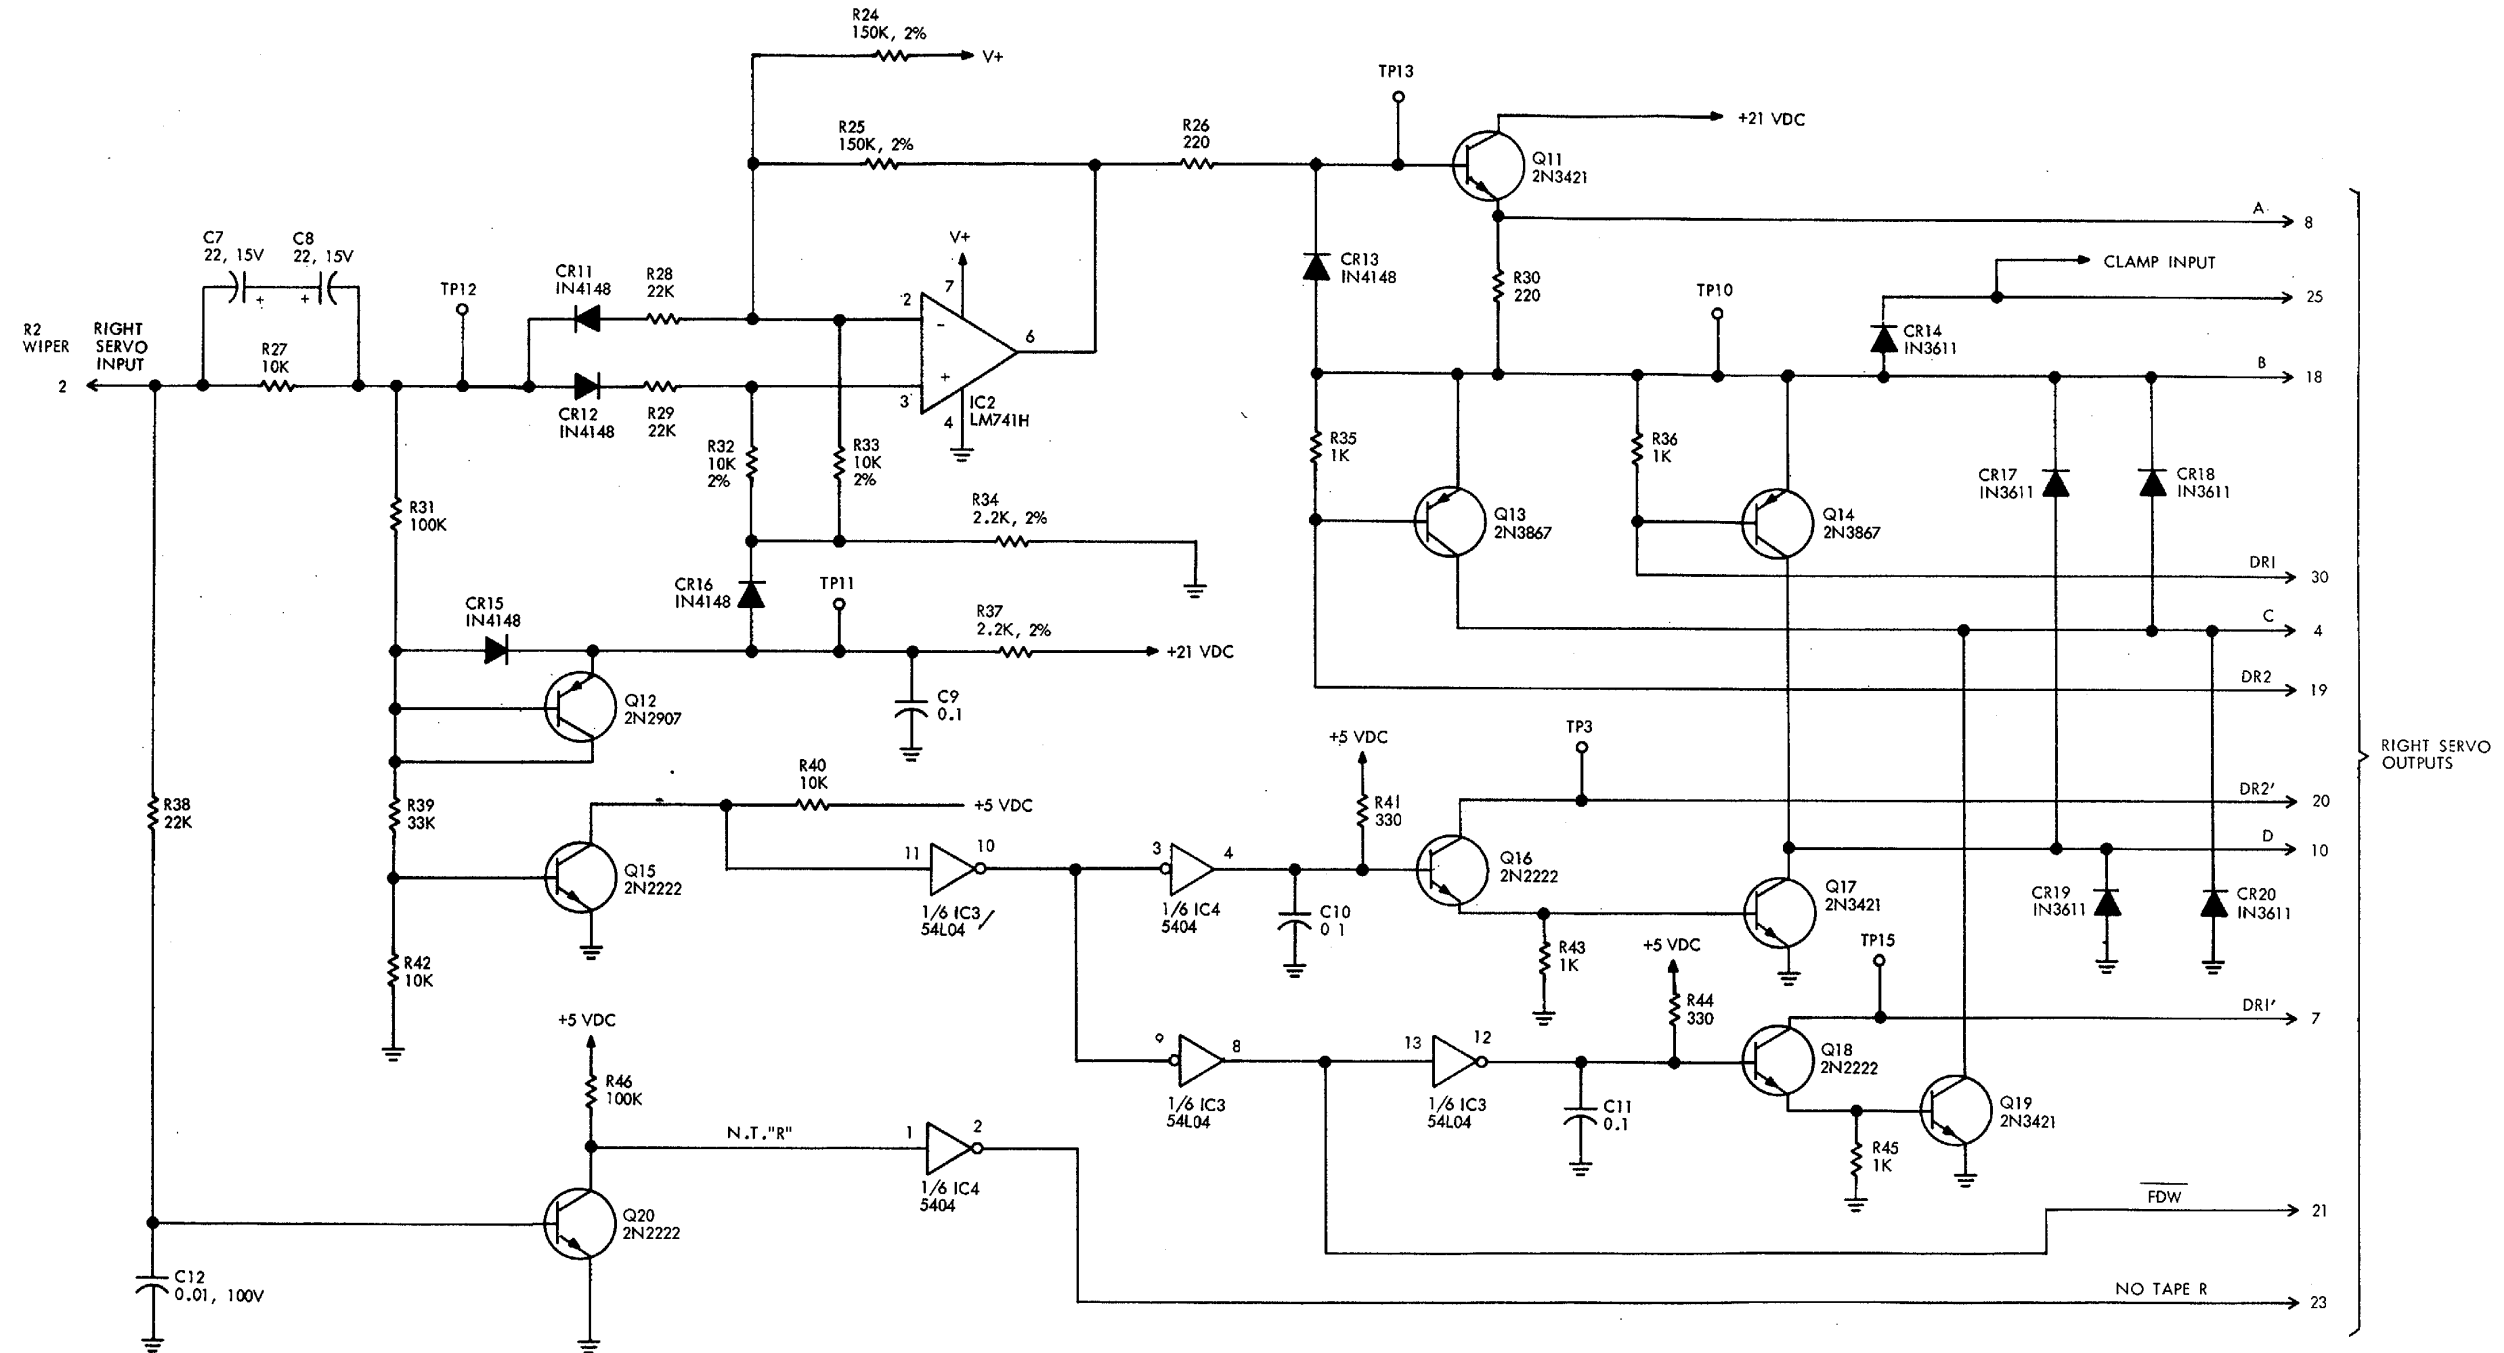 R24
150K, 2%
V+
TP13
R25
150K, 2%
R26
220
+21 VDC
Q11
2N3421
A
8
C7
22, 15V
+
C8
22, 15V
+
V+
7
CR13
IN4148
CLAMP INPUT
TP12
CR11
IN4148
R28
22K
R30
220
TP10
25
2
-
6
CR14
IN3611
R2
WIPER
RIGHT
SERVO
INPUT
R27
10K
2
+
3
B
18
CR12
IN4148
R29
22K
4
IC2
LM741H
R32
10K
2%
R33
10K
2%
R35
1K
R36
1K
CR17
IN3611
CR18
IN3611
R31
100K
R34
2.2K, 2%
Q13
2N3867
Q14
2N3867
CR16
IN4148
TP11
DR1
30
CR15
IN4148
R37
2.2K, 2%
C
4
+21 VDC
DR2
19
Q12
2N2907
C9
0.1
+5 VDC
TP3
RIGHT SERVO
OUTPUTS
R40
10K
+5 VDC
R38
22K
R39
33K
R41
330
DR2'
20
11
10
3
4
D
10
Q15
2N2222
Q16
2N2222
Q17
2N3421
CR19
IN3611
CR20
IN3611
1/6 IC3
54L04
1/6 IC4
5404
C10
0 1
R43
1K
+5 VDC
TP15
R42
10K
R44
330
DR1'
7
+5 VDC
9
8
13
12
Q18
2N2222
R46
100K
1/6 IC3
54L04
1/6 IC3
54L04
C11
0.1
Q19
2N3421
N.T."R"
1
2
R45
1K
1/6 IC4
5404
FDW
21
Q20
2N2222
C12
0.01, 100V
NO TAPE R
23